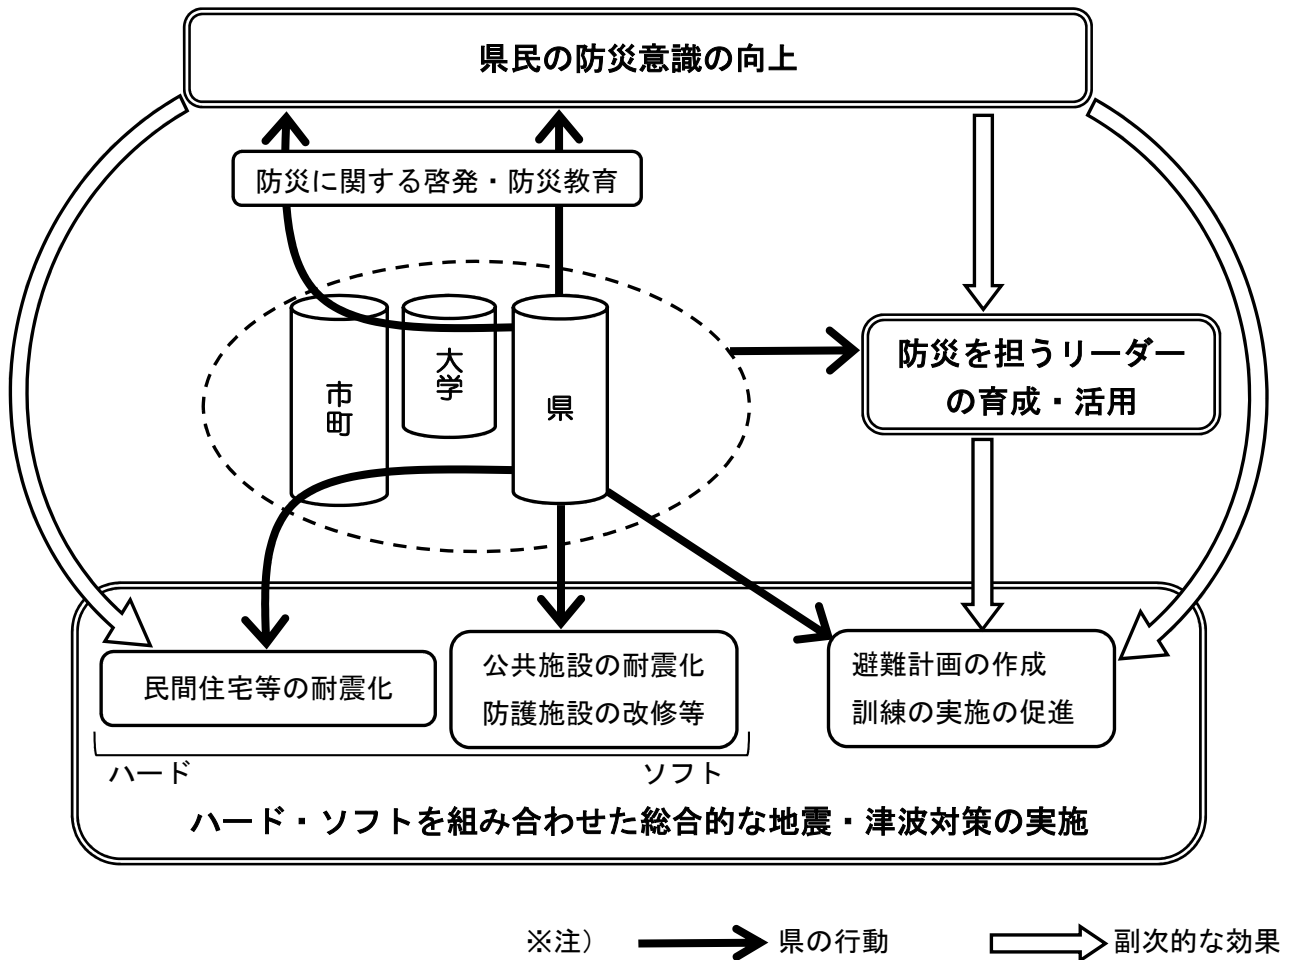 県民の防災意識の向上
防災に関する啓発・防災教育
市町
大学
県
防災を担うリーダー
の育成・活用
民間住宅等の耐震化
公共施設の耐震化
防護施設の改修等
避難計画の作成
訓練の実施の促進
ハード
ソフト
ハード・ソフトを組み合わせた総合的な地震・津波対策の実施
※注）
県の行動
副次的な効果